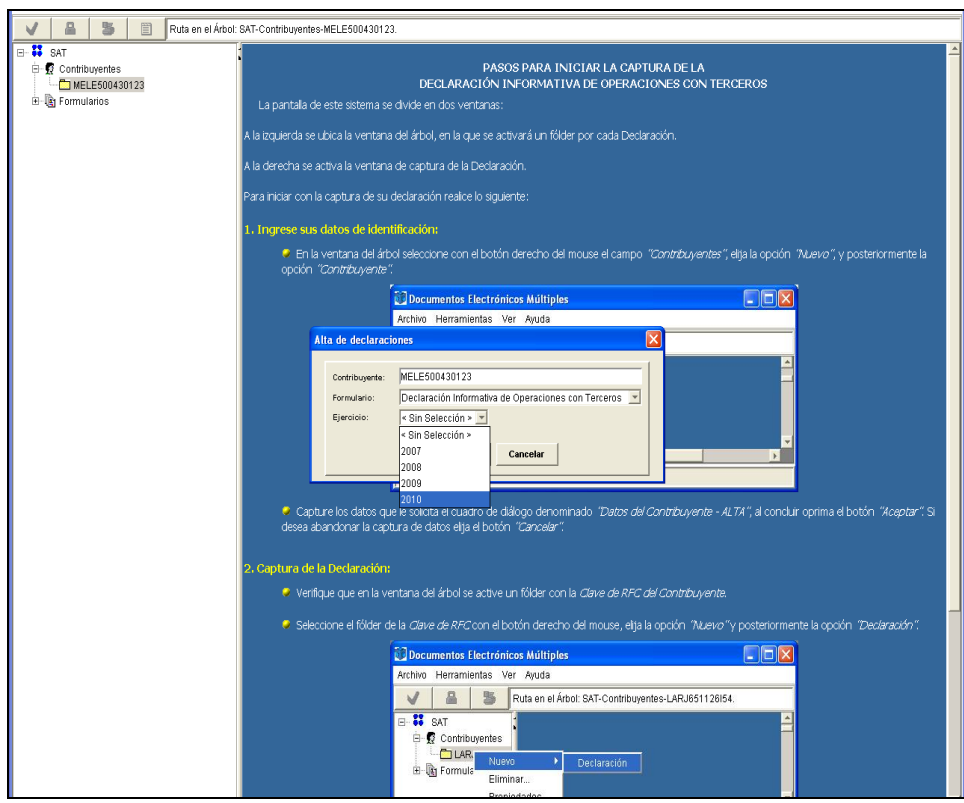 Ruta en el Árbol: SAT-Contribuyentes-MELE500430123.
SAT
Contribuyentes
MELE500430123
Formularios
PASOS PARA INICIAR LA CAPTURA DE LA
DECLARACIÓN INFORMATIVA DE OPERACIONES CON TERCEROS
La pantalla de este sistema se divide en dos ventanas:
A la izquierda se ubica la ventana del árbol, en la que se activará un fólder por cada Declaración.
A la derecha se activa la ventana de captura de la Declaración.
Para iniciar con la captura de su declaración realice lo siguiente:
1. Ingrese sus datos de identificación:
En la ventana del árbol seleccione con el botón derecho del mouse el campo "Contribuyentes", elija la opción "Nuevo", y posteriormente la
opción "Contribuyente".
Documentos Electrónicos Múltiples
Archivo Herramientas Ver Ayuda
Alta de declaraciones
Contribuyente: MELE500430123
Formulario: Declaración Informativa de Operaciones con Terceros
Ejercicio: < Sin Selección >
< Sin Selección >
2007
2008
2009
2010
Cancelar
Capture los datos que le solicita el cuadro de diálogo denominado "Datos del Contribuyente - ALTA", al concluir oprima el botón "Aceptar". Si
desea abandonar la captura de datos elija el botón "Cancelar".
2. Captura de la Declaración:
Verifique que en la ventana del árbol se active un fólder con la Clave de RFC del Contribuyente.
Seleccione el fólder de la Clave de RFC con el botón derecho del mouse, elija la opción "Nuevo" y posteriormente la opción "Declaración".
Documentos Electrónicos Múltiples
Archivo Herramientas Ver Ayuda
Ruta en el Árbol: SAT-Contribuyentes-LARJ651126I54.
SAT
Contribuyentes
LAR
Formula
Nuevo
Declaración
Eliminar...
Propiedades